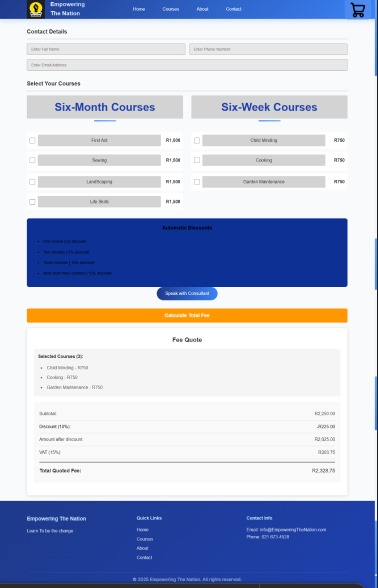 Empowering
The Nation
Home Courses About Contact
Contact Details
Enter Full Name Enter Phone Number
Enter Email Address
Select Your Courses
Six-Month Courses Six-Week Courses
First Aid R1,500 Child Minding R750
Sewing R1,500 Cooking R750
LandScaping R1,500 Garden Maintenance R750
Life Skills R1,500
Automatic Discounts
Speak with Consultant
Calculate Total Fee
Fee Quote
Selected Courses (3):
Child Minding - R750
Cooking - R750
Garden Maintenance - R750
Subtotal: R2,250.00
Discount (10%): -R225.00
Amount after discount: R2,025.00
VAT (15%): R303.75
Total Quoted Fee: R2,328.75
Empowering The Nation Quick Links Contact Info
Learn To be the change Home Email: info@EmpoweringTheNation.com
Courses Phone: 021 673 4528
About
Contact
© 2025 Empowering The Nation. All rights reserved.